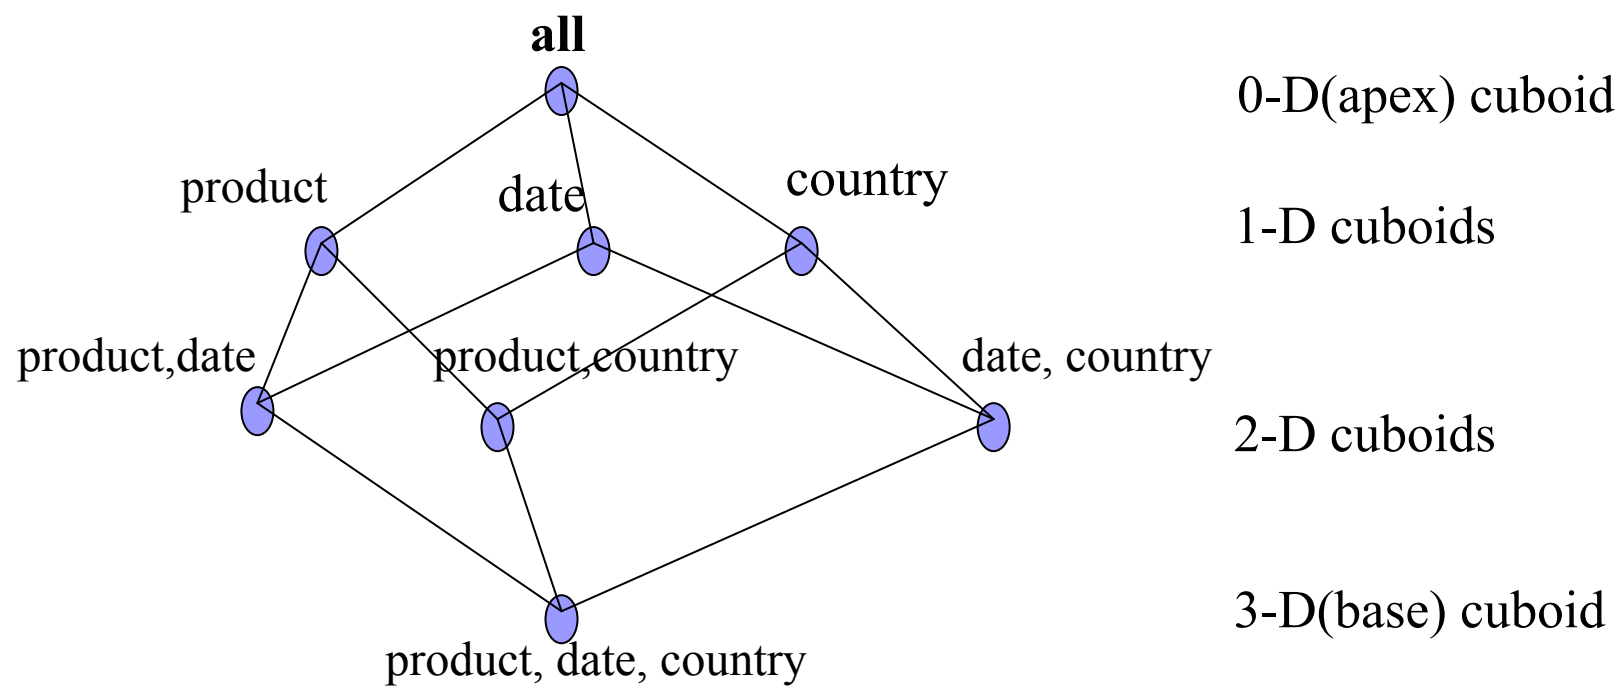 all
0-D(apex) cuboid
product
date
country
1-D cuboids
product,date
product,country
date, country
2-D cuboids
3-D(base) cuboid
product, date, country